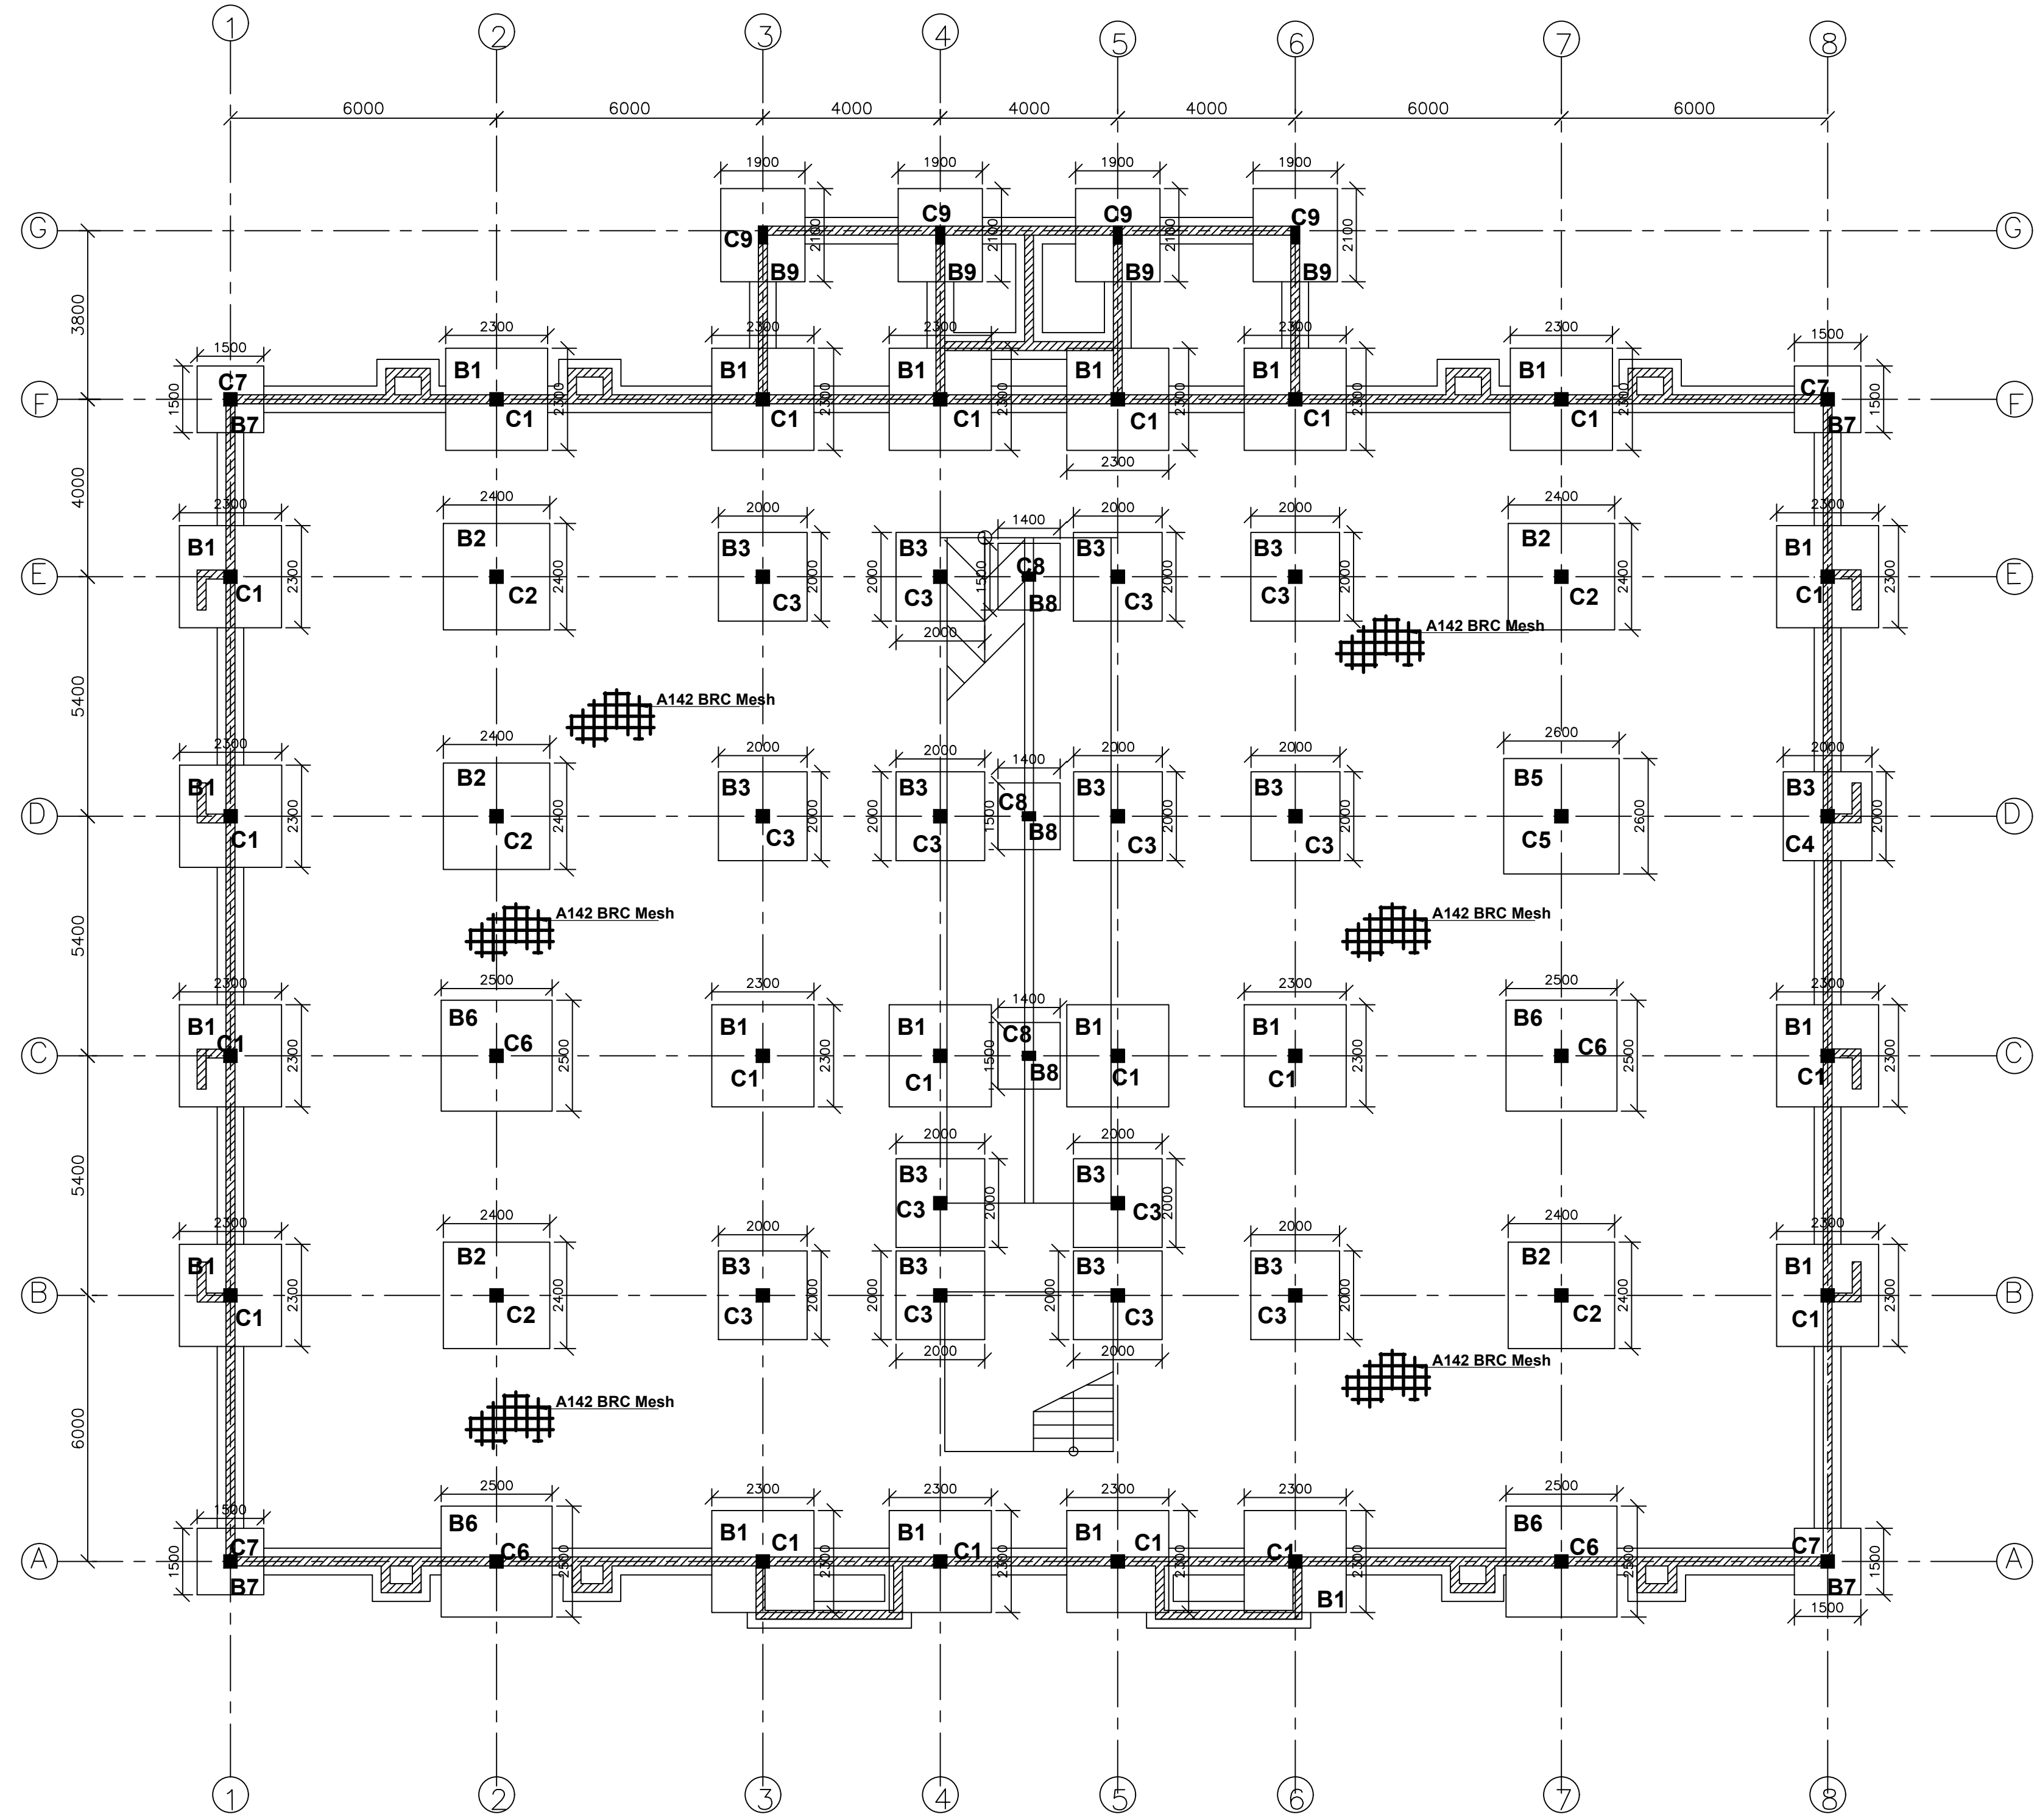 1 2 3 4 5 6 7 8
6000 6000 4000 4000 4000 6000 6000
1900 1900 1900 1900
G C9 C9 C9 C9 G
2100 2100 2100 2100
B9 B9 B9 B9
3800
2300 2300 2300 2300 2300
1500 1500
B1 B1 B1 B1 B1
C7 C7
F 1500 2300 2300 2300 2300 2300 2300 1500 F
B7 C1 C1 C1 C1 C1 C1 B7
2300
4000
2300 2400 2000 1400 2000 2000 2400 2300
B1 B2 B3 B3 B3 B3 B2 B1
E 2300 2400 2000 2000 1500 C8 2000 2000 2400 2300 E
C1 C2 C3 C3 B8 C3 C3 C2 C1
2000
A142 BRC Mesh
5400
A142 BRC Mesh
2300 2400 2000 2000 1400 2000 2000 2600 2000
B1 B2 B3 B3 B3 B3 B5 B3
D 2300 2400 2000 2000 1500 C8 2000 2000 2600 2000 D
C1 C2 C3 C3 B8 C3 C3 C5 C4
5400
A142 BRC Mesh A142 BRC Mesh
2300 2500 2300 1400 2300 2500 2300
B1 B6 B1 B1 B1 B1 B6 B1
C C1 2300 C6 2500 2300 1500 C8 2300 C6 2500 2300 C
C1 C1 B8 C1 C1 C1
5400
2000 2000
B3 B3
C3 2000 C3 2000
2300 2400 2000 2000 2400 2300
B1 B2 B3 B3 B3 B3 B2 B1
B 2300 2400 2000 2000 2000 2000 2400 2300 B
C1 C2 C3 C3 C3 C3 C2 C1
2000 2000
A142 BRC Mesh
A142 BRC Mesh
6000
1500 2500 2300 2300 2300 2300 2500
B6 B1 B1 B1 B6
C7 C6 C1 C1 C1 C1 C6 C7
A 1500 2500 2300 2300 2300 2300 2500 1500 A
B7 B1 B7
1500
1 2 3 4 5 6 7 8